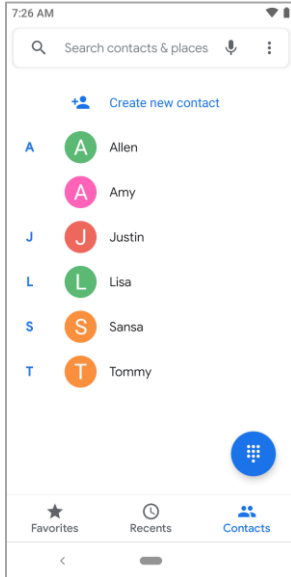 7:26 AM
Search contacts & places
Create new contact
A A Allen
A Amy
J J Justin
L L Lisa
S S Sansa
T T Tommy
Favorites Recents Contacts